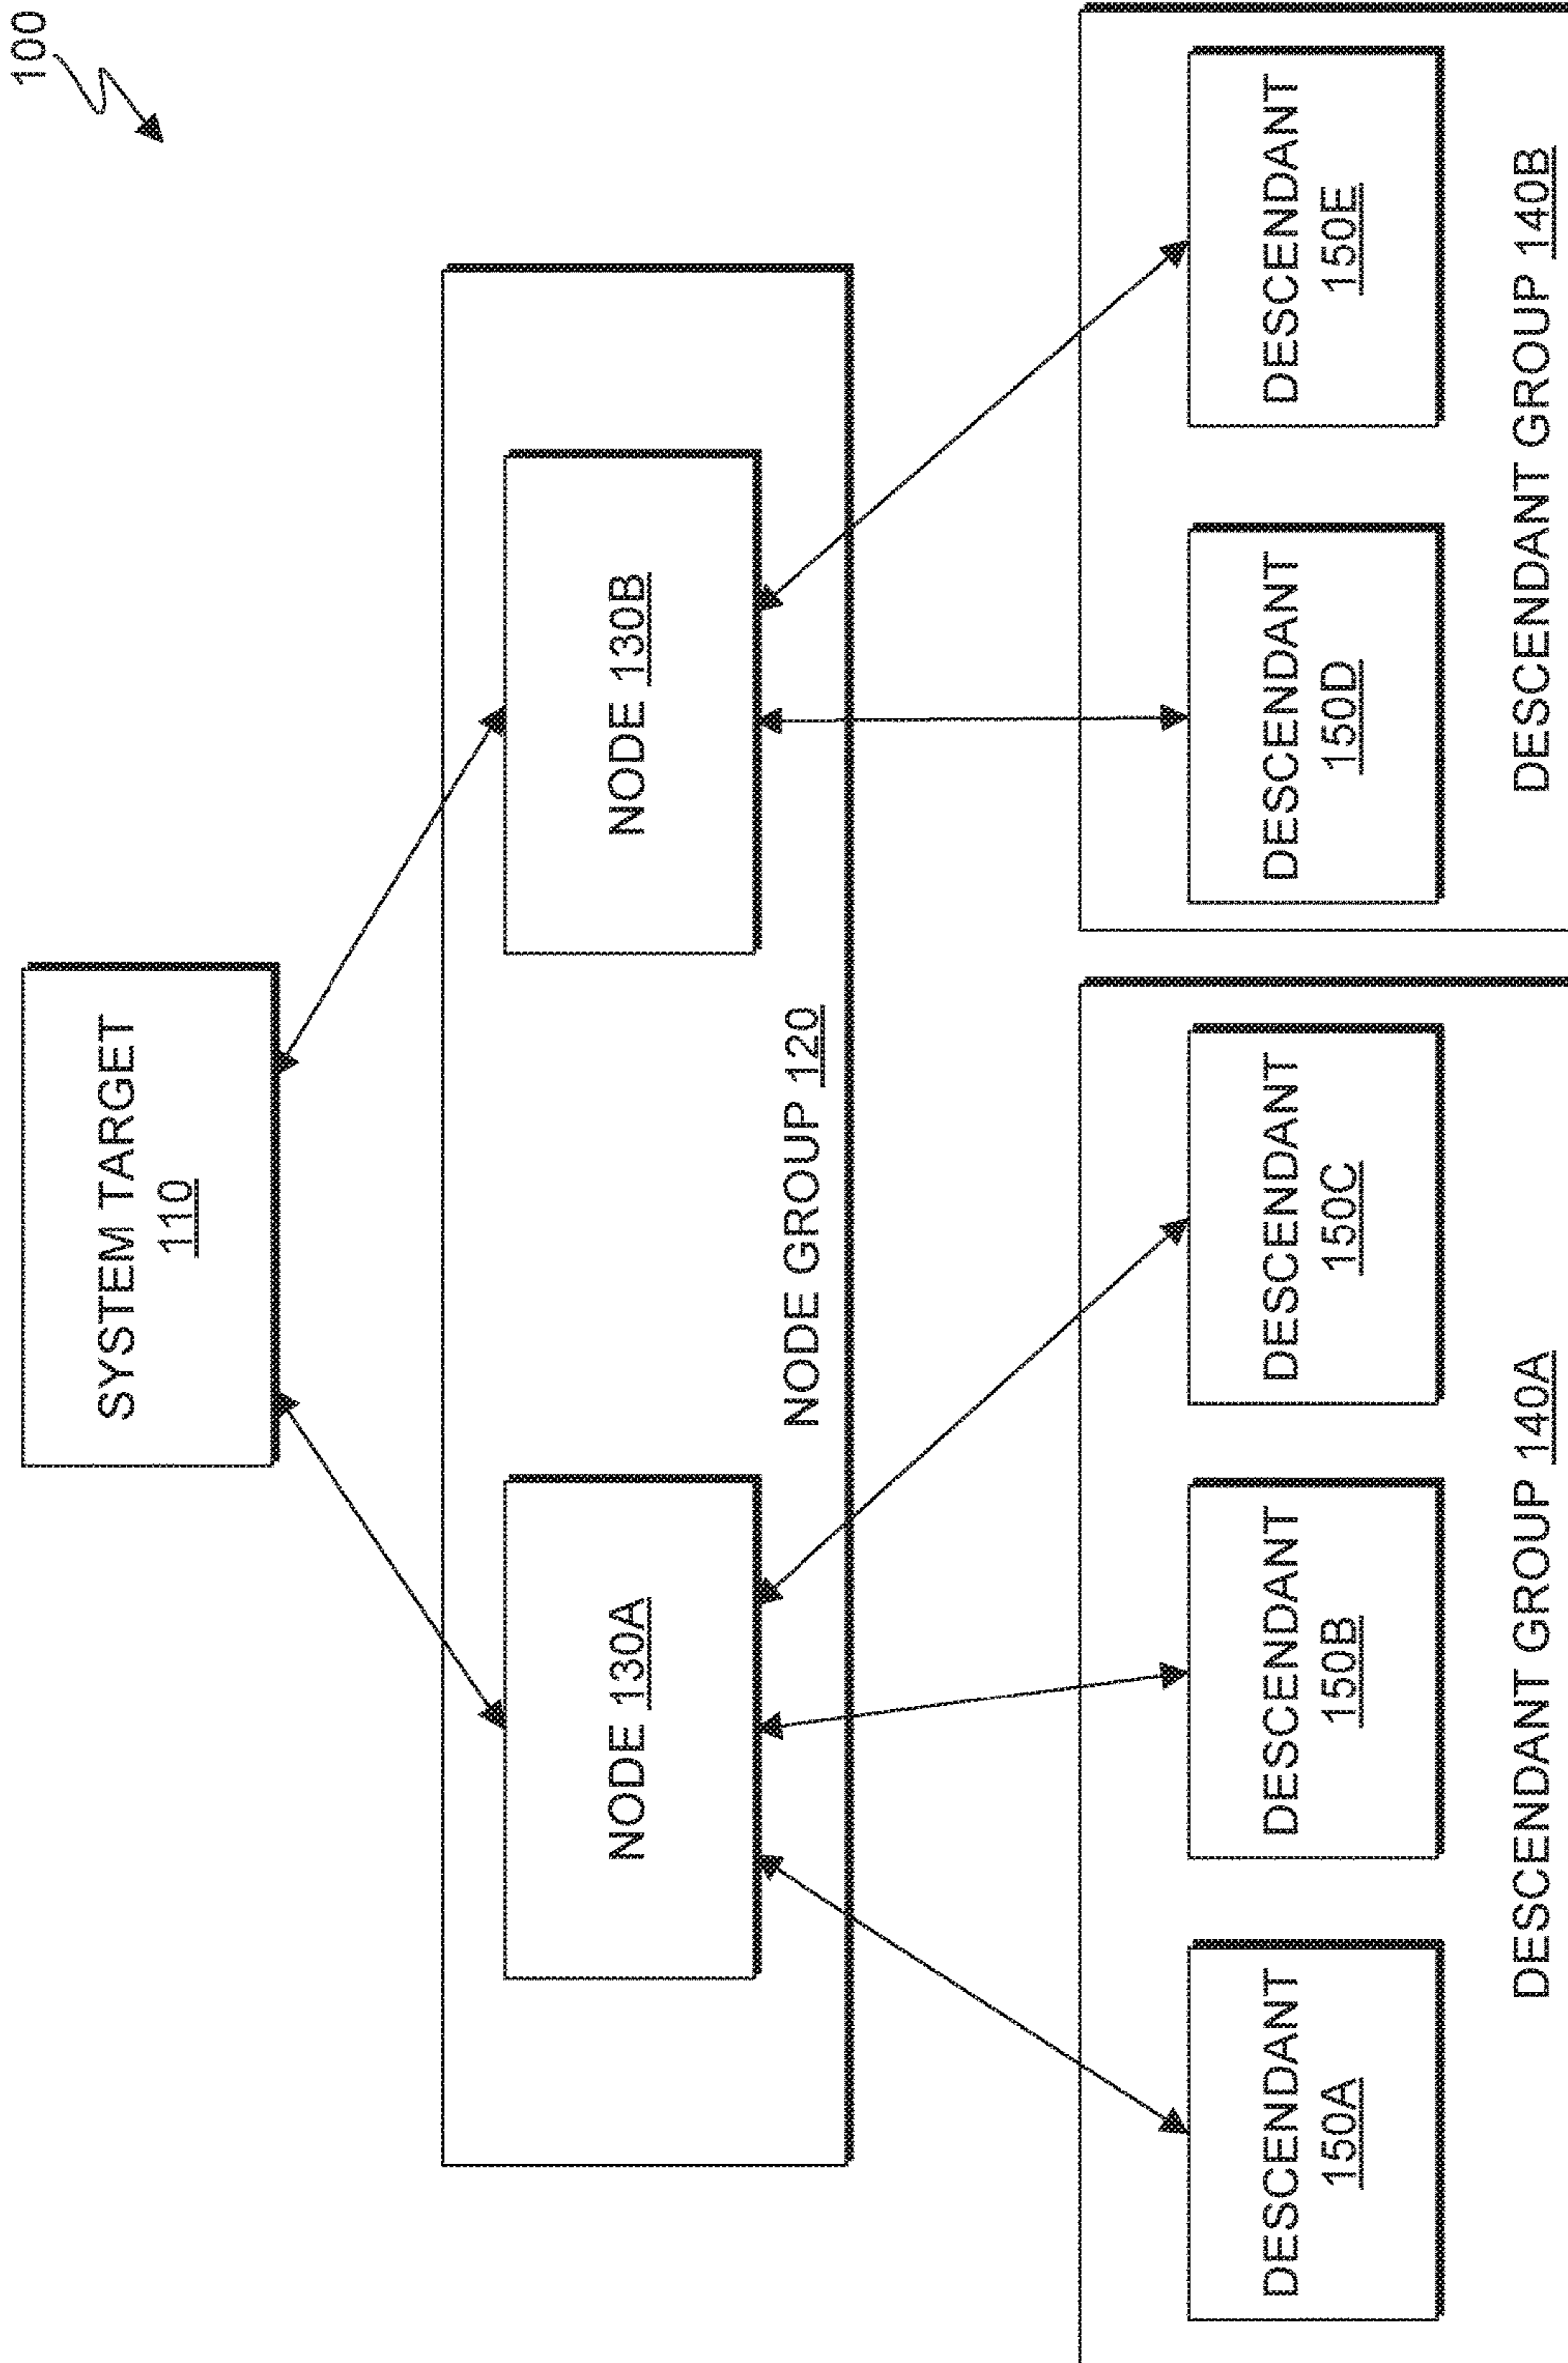 100
SYSTEM TARGET
110
NODE 130A
NODE 130B
NODE GROUP 120
DESCENDANT
150A
DESCENDANT
150B
DESCENDANT
150C
DESCENDANT
150D
DESCENDANT
150E
DESCENDANT GROUP 140A
DESCENDANT GROUP 140B